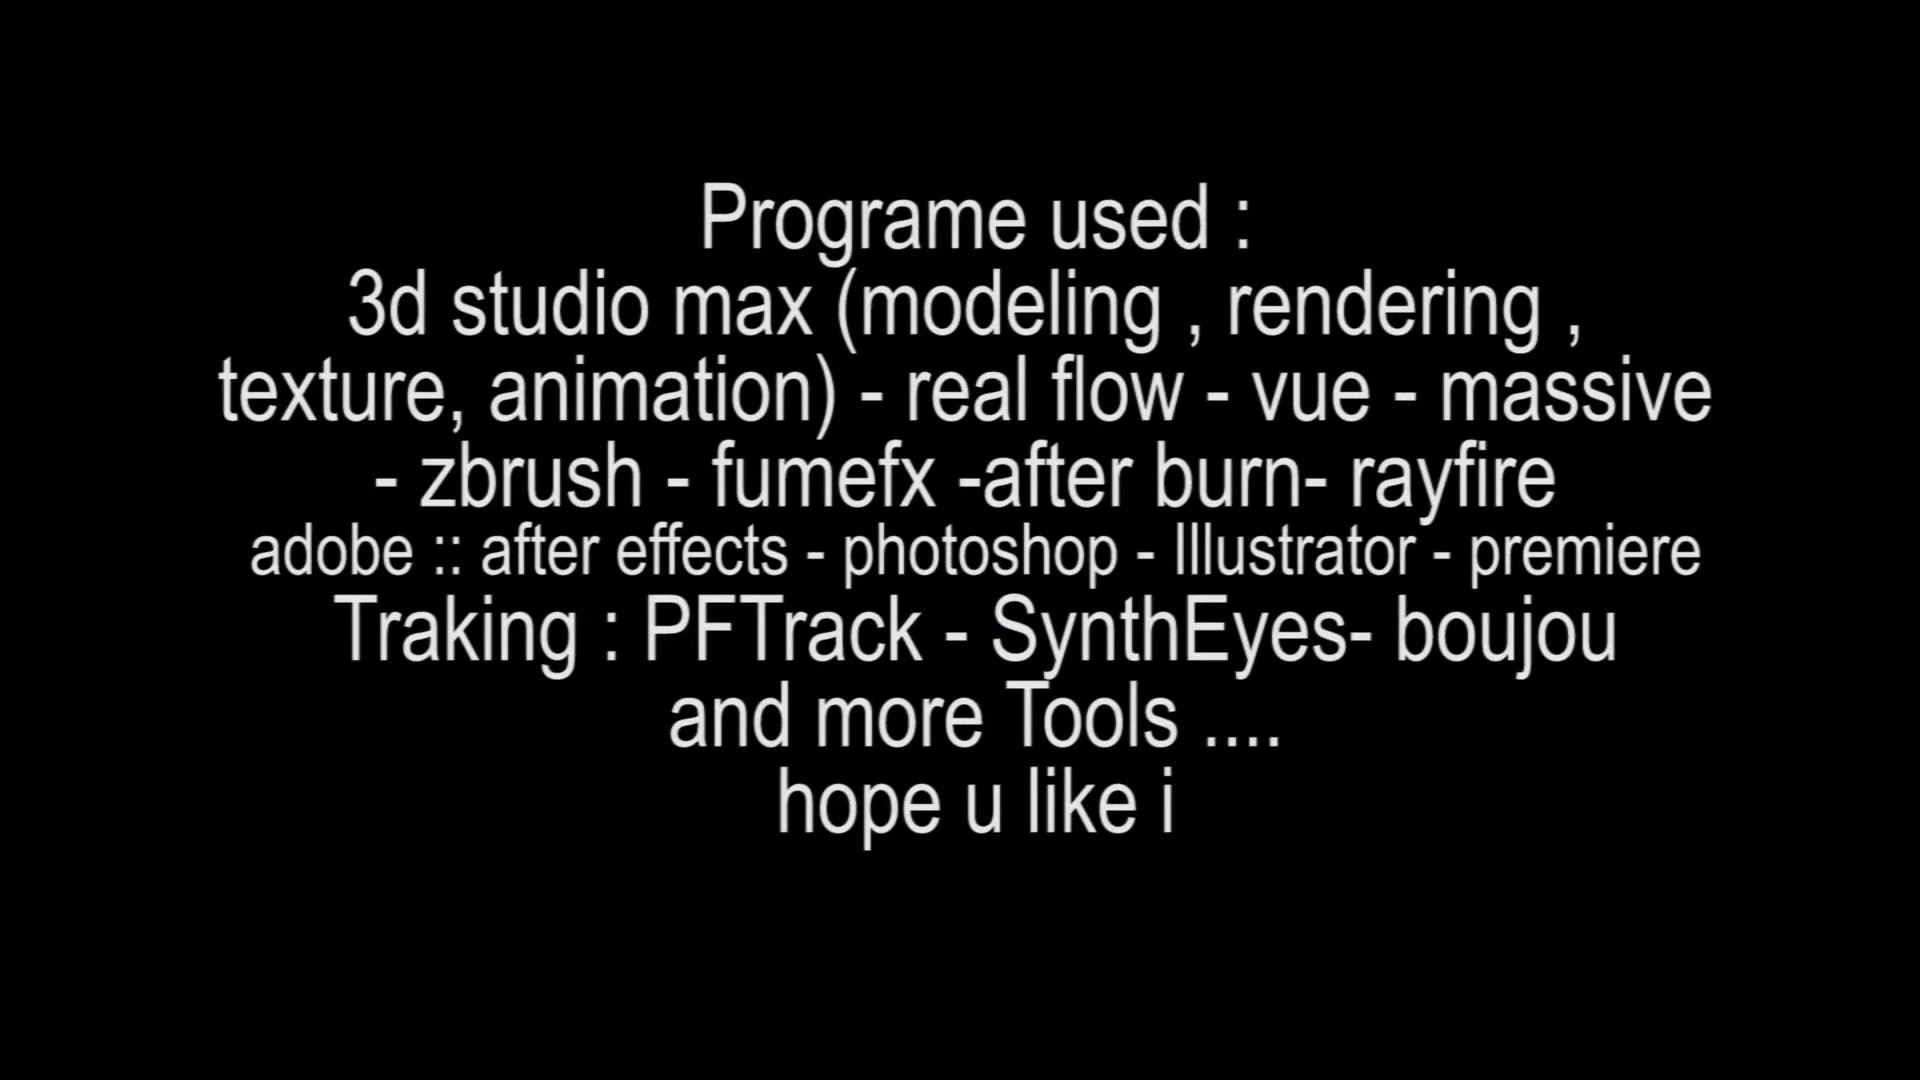 Programe used :
3d studio max (modeling , rendering ,
texture, animation) - real flow - vue - massive
- zbrush - fumefx -after burn- rayfire
adobe :: after effects - photoshop - Illustrator - premiere
Traking : PFTrack - SynthEyes- boujou
and more Tools ....
hope u like i